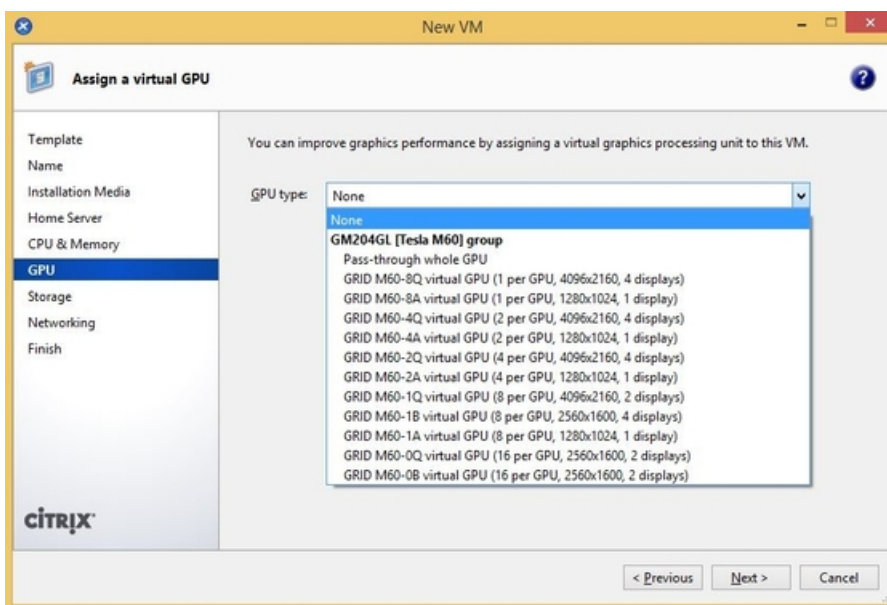 New VM
Assign a virtual GPU
Template
Name
Installation Media
Home Server
CPU & Memory
GPU
Storage
Networking
Finish
You can improve graphics performance by assigning a virtual graphics processing unit to this VM.
GPU type: None
None
GM204GL [Tesla M60] group
Pass-through whole GPU
GRID M60-8Q virtual GPU (1 per GPU, 4096x2160, 4 displays)
GRID M60-8A virtual GPU (1 per GPU, 1280x1024, 1 display)
GRID M60-4Q virtual GPU (2 per GPU, 4096x2160, 4 displays)
GRID M60-4A virtual GPU (2 per GPU, 1280x1024, 1 display)
GRID M60-2Q virtual GPU (4 per GPU, 4096x2160, 4 displays)
GRID M60-2A virtual GPU (4 per GPU, 1280x1024, 1 display)
GRID M60-1Q virtual GPU (8 per GPU, 4096x2160, 2 displays)
GRID M60-1B virtual GPU (8 per GPU, 2560x1600, 4 displays)
GRID M60-1A virtual GPU (8 per GPU, 1280x1024, 1 display)
GRID M60-0Q virtual GPU (16 per GPU, 2560x1600, 2 displays)
GRID M60-0B virtual GPU (16 per GPU, 2560x1600, 2 displays)
CITRIX
< Previous
Next >
Cancel